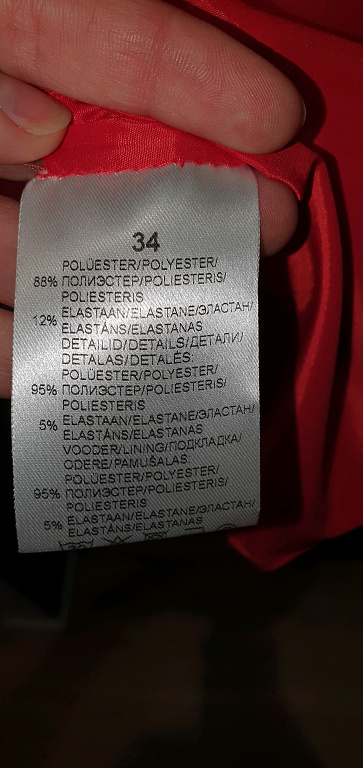 34
POLÜESTER/POLYESTER/
88% ПОЛИЭСТЕР/POLIESTERIS/
POLIESTERIS
12% ELASTAAN/ELASTANE/ЭЛАСТАН/
ELASTĀNS/ELASTANAS
DETAILID/DETAILS/ДЕТАЛИ/
DETAĻAS/DETALĖS:
POLÜESTER/POLYESTER/
95% ПОЛИЭСТЕР/POLIESTERIS/
POLIESTERIS
5% ELASTAAN/ELASTANE/ЭЛАСТАН/
ELASTĀNS/ELASTANAS
VOODER/LINING/ПОДКЛАДКА/
ODERE/PAMUŠALAS
POLÜESTER/POLYESTER/
95% ПОЛИЭСТЕР/POLIESTERIS/
POLIESTERIS
5% ELASTAAN/ELASTANE/ЭЛАСТАН/
ELASTĀNS/ELASTANAS